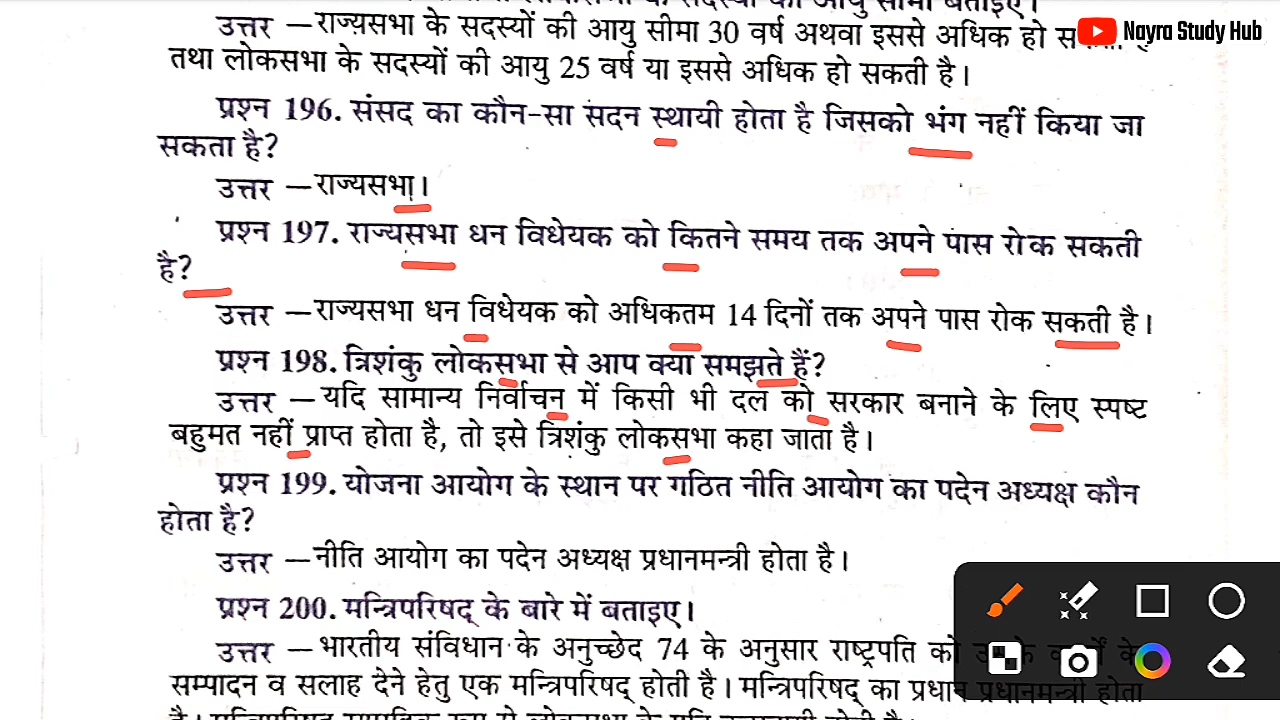 आयु सीमा बताइए।
उत्तर —राज्यसभा के सदस्यों की आयु सीमा 30 वर्ष अथवा इससे अधिक हो
Nayra Study Hub
तथा लोकसभा के सदस्यों की आयु 25 वर्ष या इससे अधिक हो सकती है।
प्रश्न 196. संसद का कौन-सा सदन स्थायी होता है जिसको भंग नहीं किया जा
सकता है?
उत्तर —राज्यसभा।
प्रश्न 197. राज्यसभा धन विधेयक को कितने समय तक अपने पास रोक सकती
है?
उत्तर —राज्यसभा धन विधेयक को अधिकतम 14 दिनों तक अपने पास रोक सकती है।
प्रश्न 198. त्रिशंकु लोकसभा से आप क्या समझते हैं?
उत्तर —यदि सामान्य निर्वाचन में किसी भी दल को सरकार बनाने के लिए स्पष्ट
बहुमत नहीं प्राप्त होता है, तो इसे त्रिशंकु लोकसभा कहा जाता है।
प्रश्न 199. योजना आयोग के स्थान पर गठित नीति आयोग का पदेन अध्यक्ष कौन
होता है?
उत्तर —नीति आयोग का पदेन अध्यक्ष प्रधानमन्त्री होता है।
प्रश्न 200. मन्त्रिपरिषद् के बारे में बताइए।
उत्तर —भारतीय संविधान के अनुच्छेद 74 के अनुसार राष्ट्रपति को
सम्पादन व सलाह देने हेतु एक मन्त्रिपरिषद् होती है। मन्त्रिपरिषद् का प्रधान प्रधानमन्त्री होता